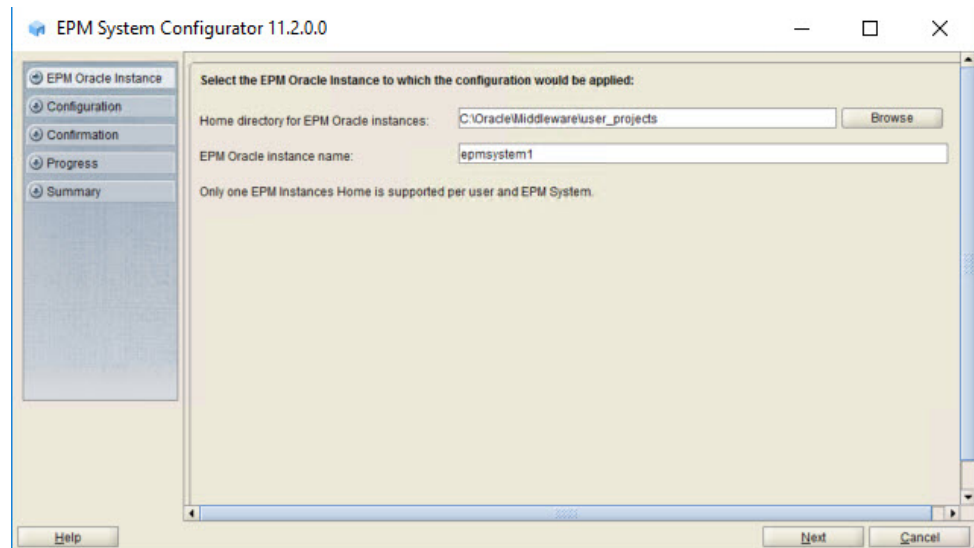 EPM System Configurator 11.2.0.0
EPM Oracle Instance
Configuration
Confirmation
Progress
Summary
Select the EPM Oracle Instance to which the configuration would be applied:
Home directory for EPM Oracle instances: C:\Oracle\Middleware\user_projects Browse
EPM Oracle instance name: epmsystem1
Only one EPM Instances Home is supported per user and EPM System.
Help Next Cancel